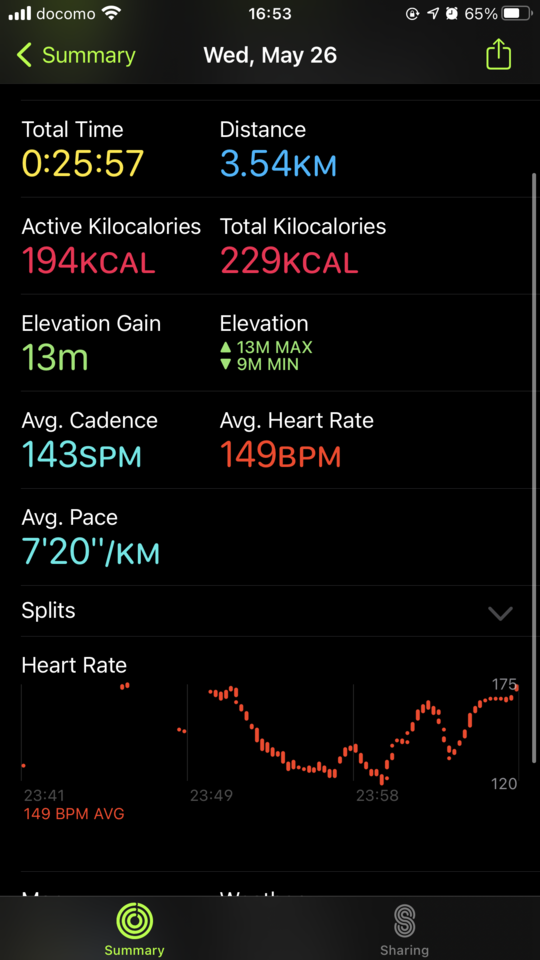 docomo 16:53 65%
Summary Wed, May 26
Total Time Distance
0:25:57 3.54KM
Active Kilocalories Total Kilocalories
194KCAL 229KCAL
Elevation Gain Elevation
13m ▲ 13M MAX
▼ 9M MIN
Avg. Cadence Avg. Heart Rate
143SPM 149BPM
Avg. Pace
7'20''/KM
Splits
Heart Rate
175
120
23:41 23:49 23:58
149 BPM AVG
Summary Sharing